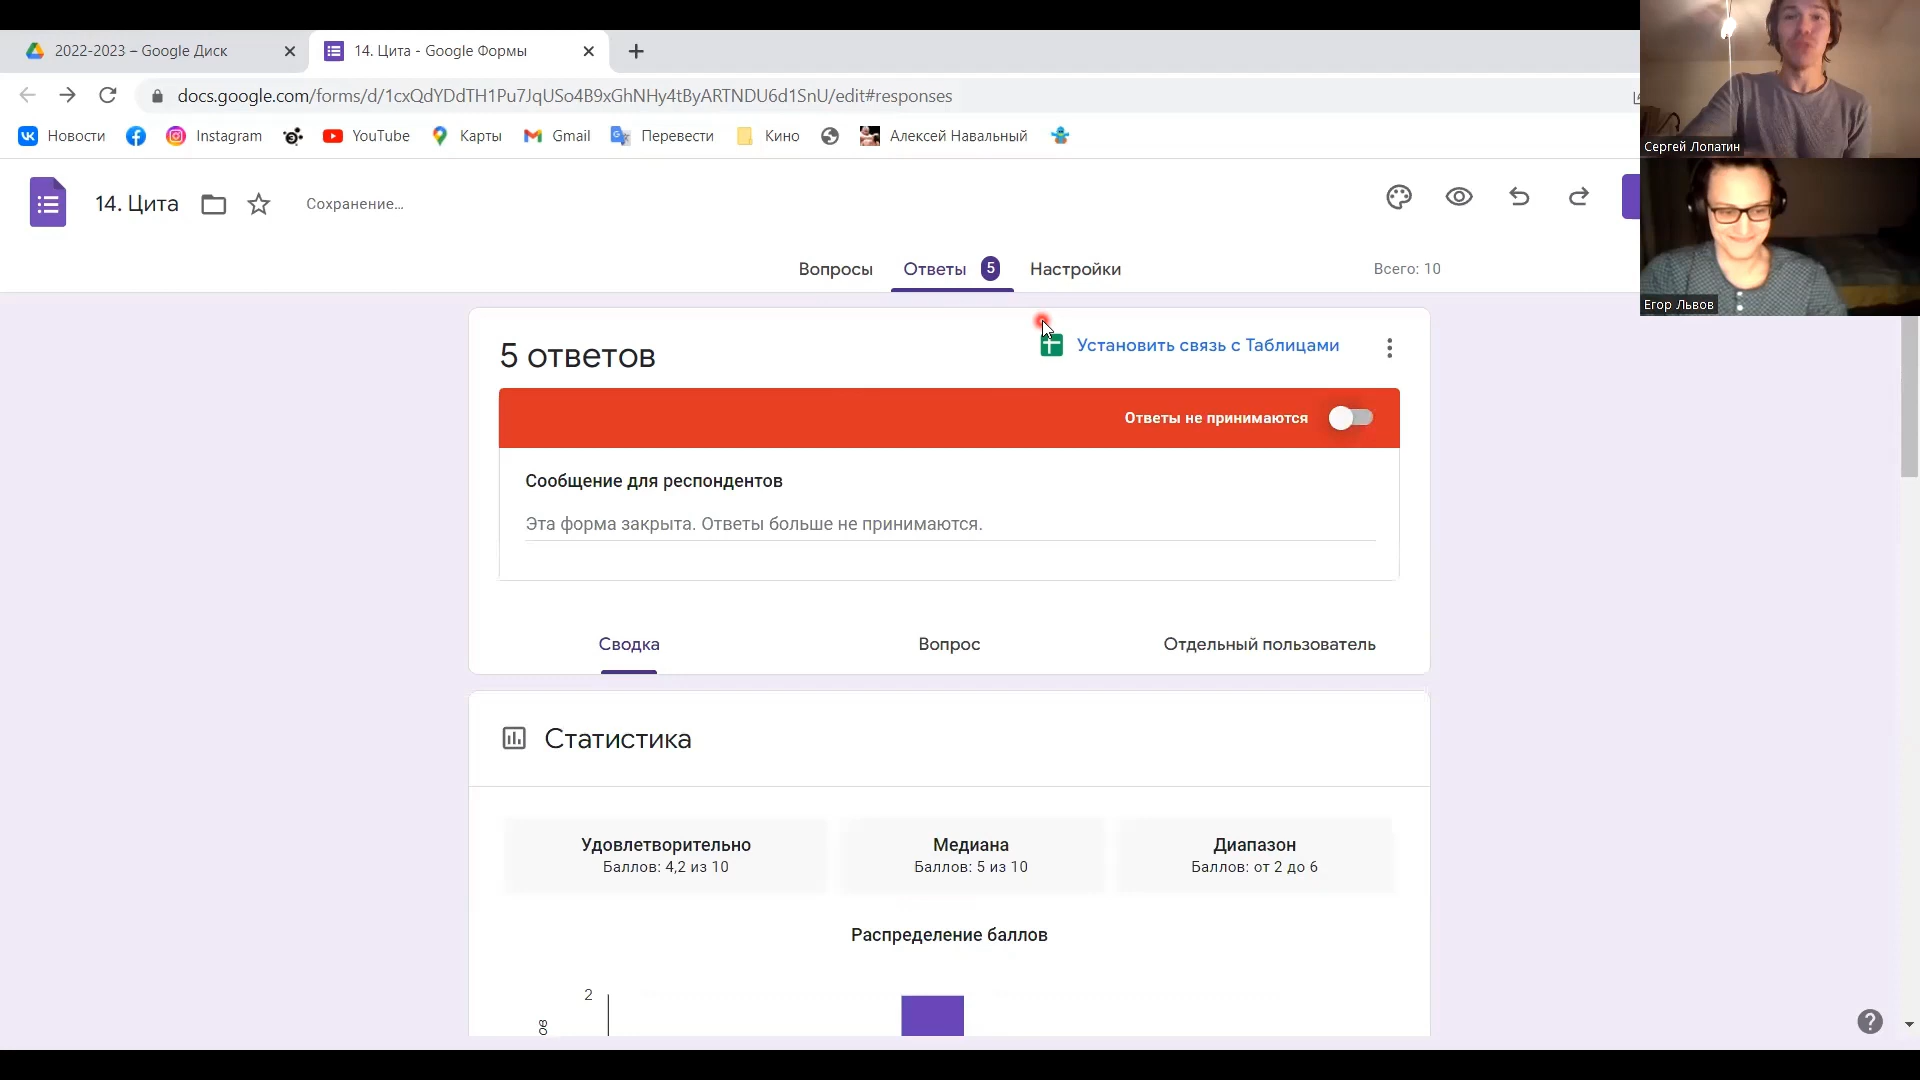 2022-2023 – Google Диск
14. Цита - Google Формы
docs.google.com/forms/d/1cxQdYDdTH1Pu7JqUSo4B9xGhNHy4tByARTNDU6d1SnU/edit#responses
Новости
Instagram
YouTube
Карты
Gmail
Перевести
Кино
Алексей Навальный
Сергей Лопатин
14. Цита
Сохранение...
Вопросы
Ответы 5
Настройки
Всего: 10
Егор Львов
5 ответов
Установить связь с Таблицами
Ответы не принимаются
Сообщение для респондентов
Эта форма закрыта. Ответы больше не принимаются.
Сводка
Вопрос
Отдельный пользователь
Статистика
Удовлетворительно
Баллов: 4,2 из 10
Медиана
Баллов: 5 из 10
Диапазон
Баллов: от 2 до 6
Распределение баллов
2
ов